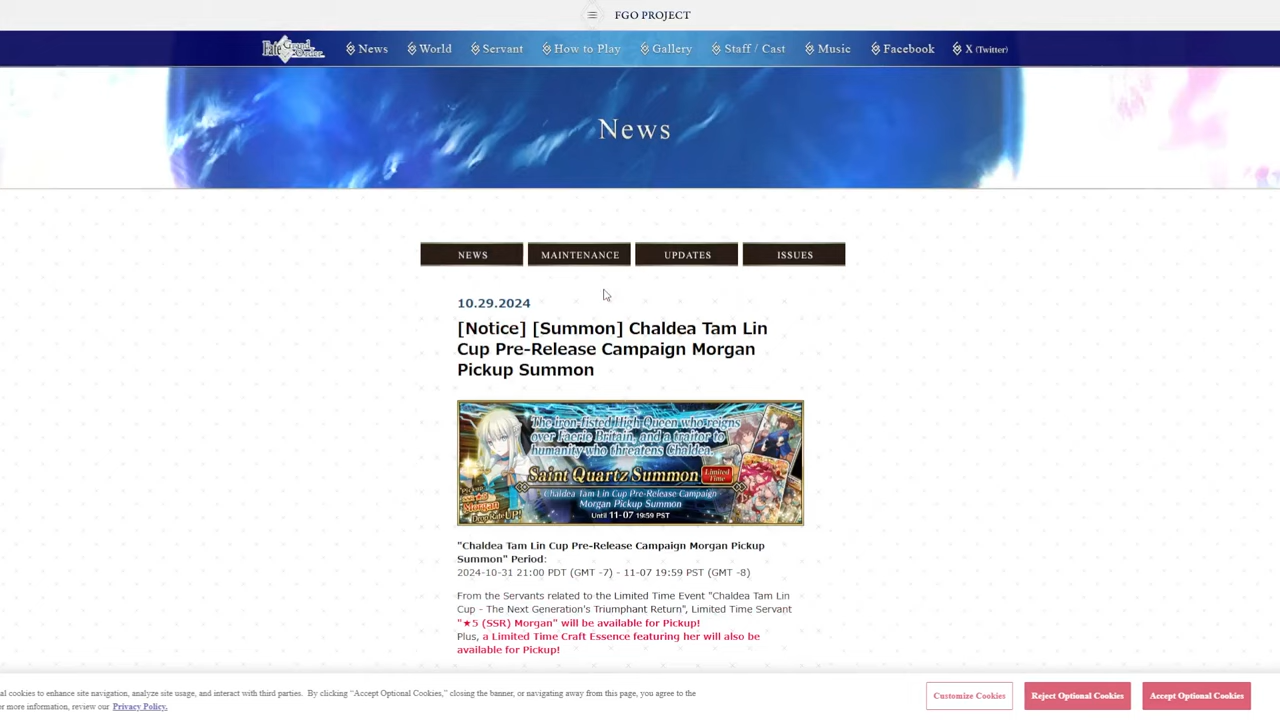 FGO PROJECT
Fate Grand Order
News
World
Servant
How to Play
Gallery
Staff / Cast
Music
Facebook
X (Twitter)
News
NEWS
MAINTENANCE
UPDATES
ISSUES
10.29.2024
[Notice] [Summon] Chaldea Tam Lin
Cup Pre-Release Campaign Morgan
Pickup Summon
The iron-fisted High Queen who reigns
over Faerie Britain, and a traitor to
humanity who threatens Chaldea.
Saint Quartz Summon
Limited
Time
Chaldea Tam Lin Cup Pre-Release Campaign
Morgan Pickup Summon
Until 11-07 19:59 PST
Morgan
Drop Rate UP!
"Chaldea Tam Lin Cup Pre-Release Campaign Morgan Pickup
Summon" Period:
2024-10-31 21:00 PDT (GMT -7) - 11-07 19:59 PST (GMT -8)
From the Servants related to the Limited Time Event "Chaldea Tam Lin
Cup - The Next Generation's Triumphant Return", Limited Time Servant
"★5 (SSR) Morgan" will be available for Pickup!
Plus, a Limited Time Craft Essence featuring her will also be
available for Pickup!
al cookies to enhance site navigation, analyze site usage, and interact with third parties. By clicking “Accept Optional Cookies,” closing the banner, or navigating away from this page, you agree to the
r more information, review our Privacy Policy.
Customize Cookies
Reject Optional Cookies
Accept Optional Cookies